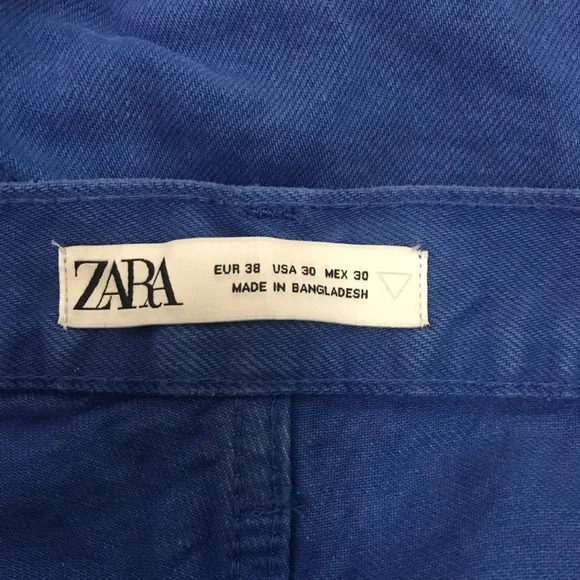 ZARA
EUR 38 USA 30 MEX 30
MADE IN BANGLADESH